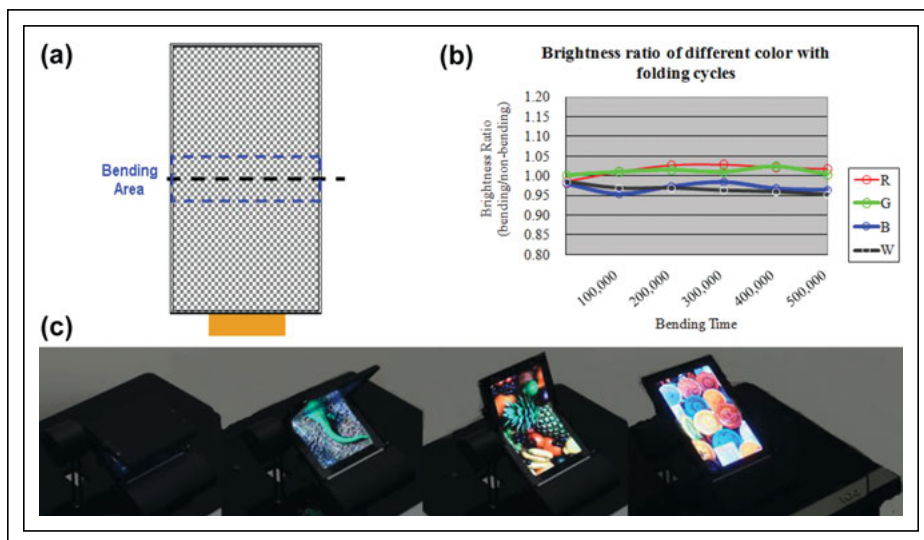 (a)
Bending
Area
(b)
Brightness ratio of different color with
folding cycles
Brightness Ratio
(bending/non-bending)
1.20
1.15
1.10
1.05
1.00
0.95
0.90
0.85
0.80
100,000
200,000
300,000
400,000
500,000
Bending Time
R
G
B
W
(c)